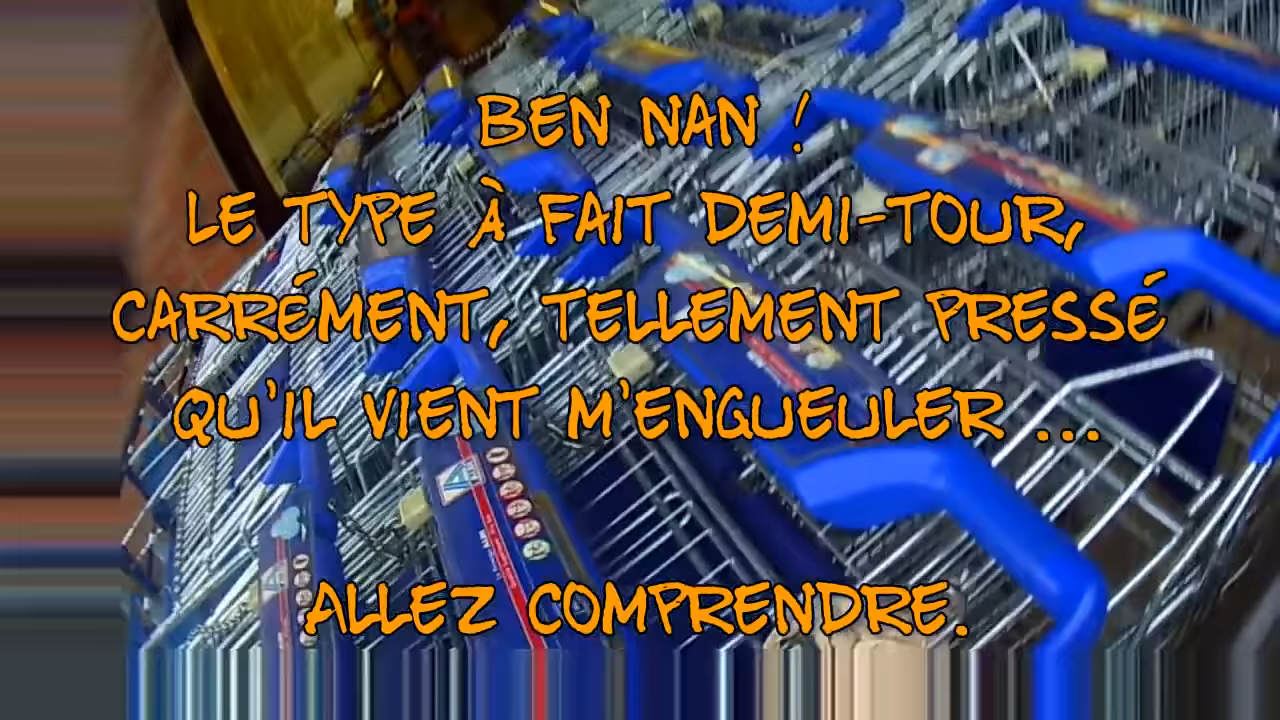 BEN NAN !
LE TYPE À FAIT DEMI-TOUR,
CARRÉMENT, TELLEMENT PRESSÉ
QU'IL VIENT M'ENGUEULER ...
ALLEZ COMPRENDRE.